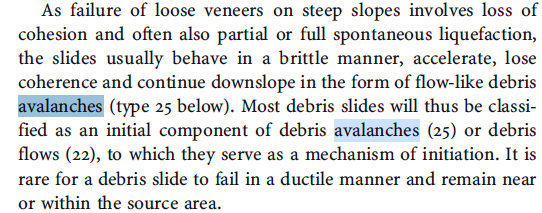 As failure of loose veneers on steep slopes involves loss of
cohesion and often also partial or full spontaneous liquefaction,
the slides usually behave in a brittle manner, accelerate, lose
coherence and continue downslope in the form of flow-like debris
avalanches (type 25 below). Most debris slides will thus be classi-
fied as an initial component of debris avalanches (25) or debris
flows (22), to which they serve as a mechanism of initiation. It is
rare for a debris slide to fail in a ductile manner and remain near
or within the source area.